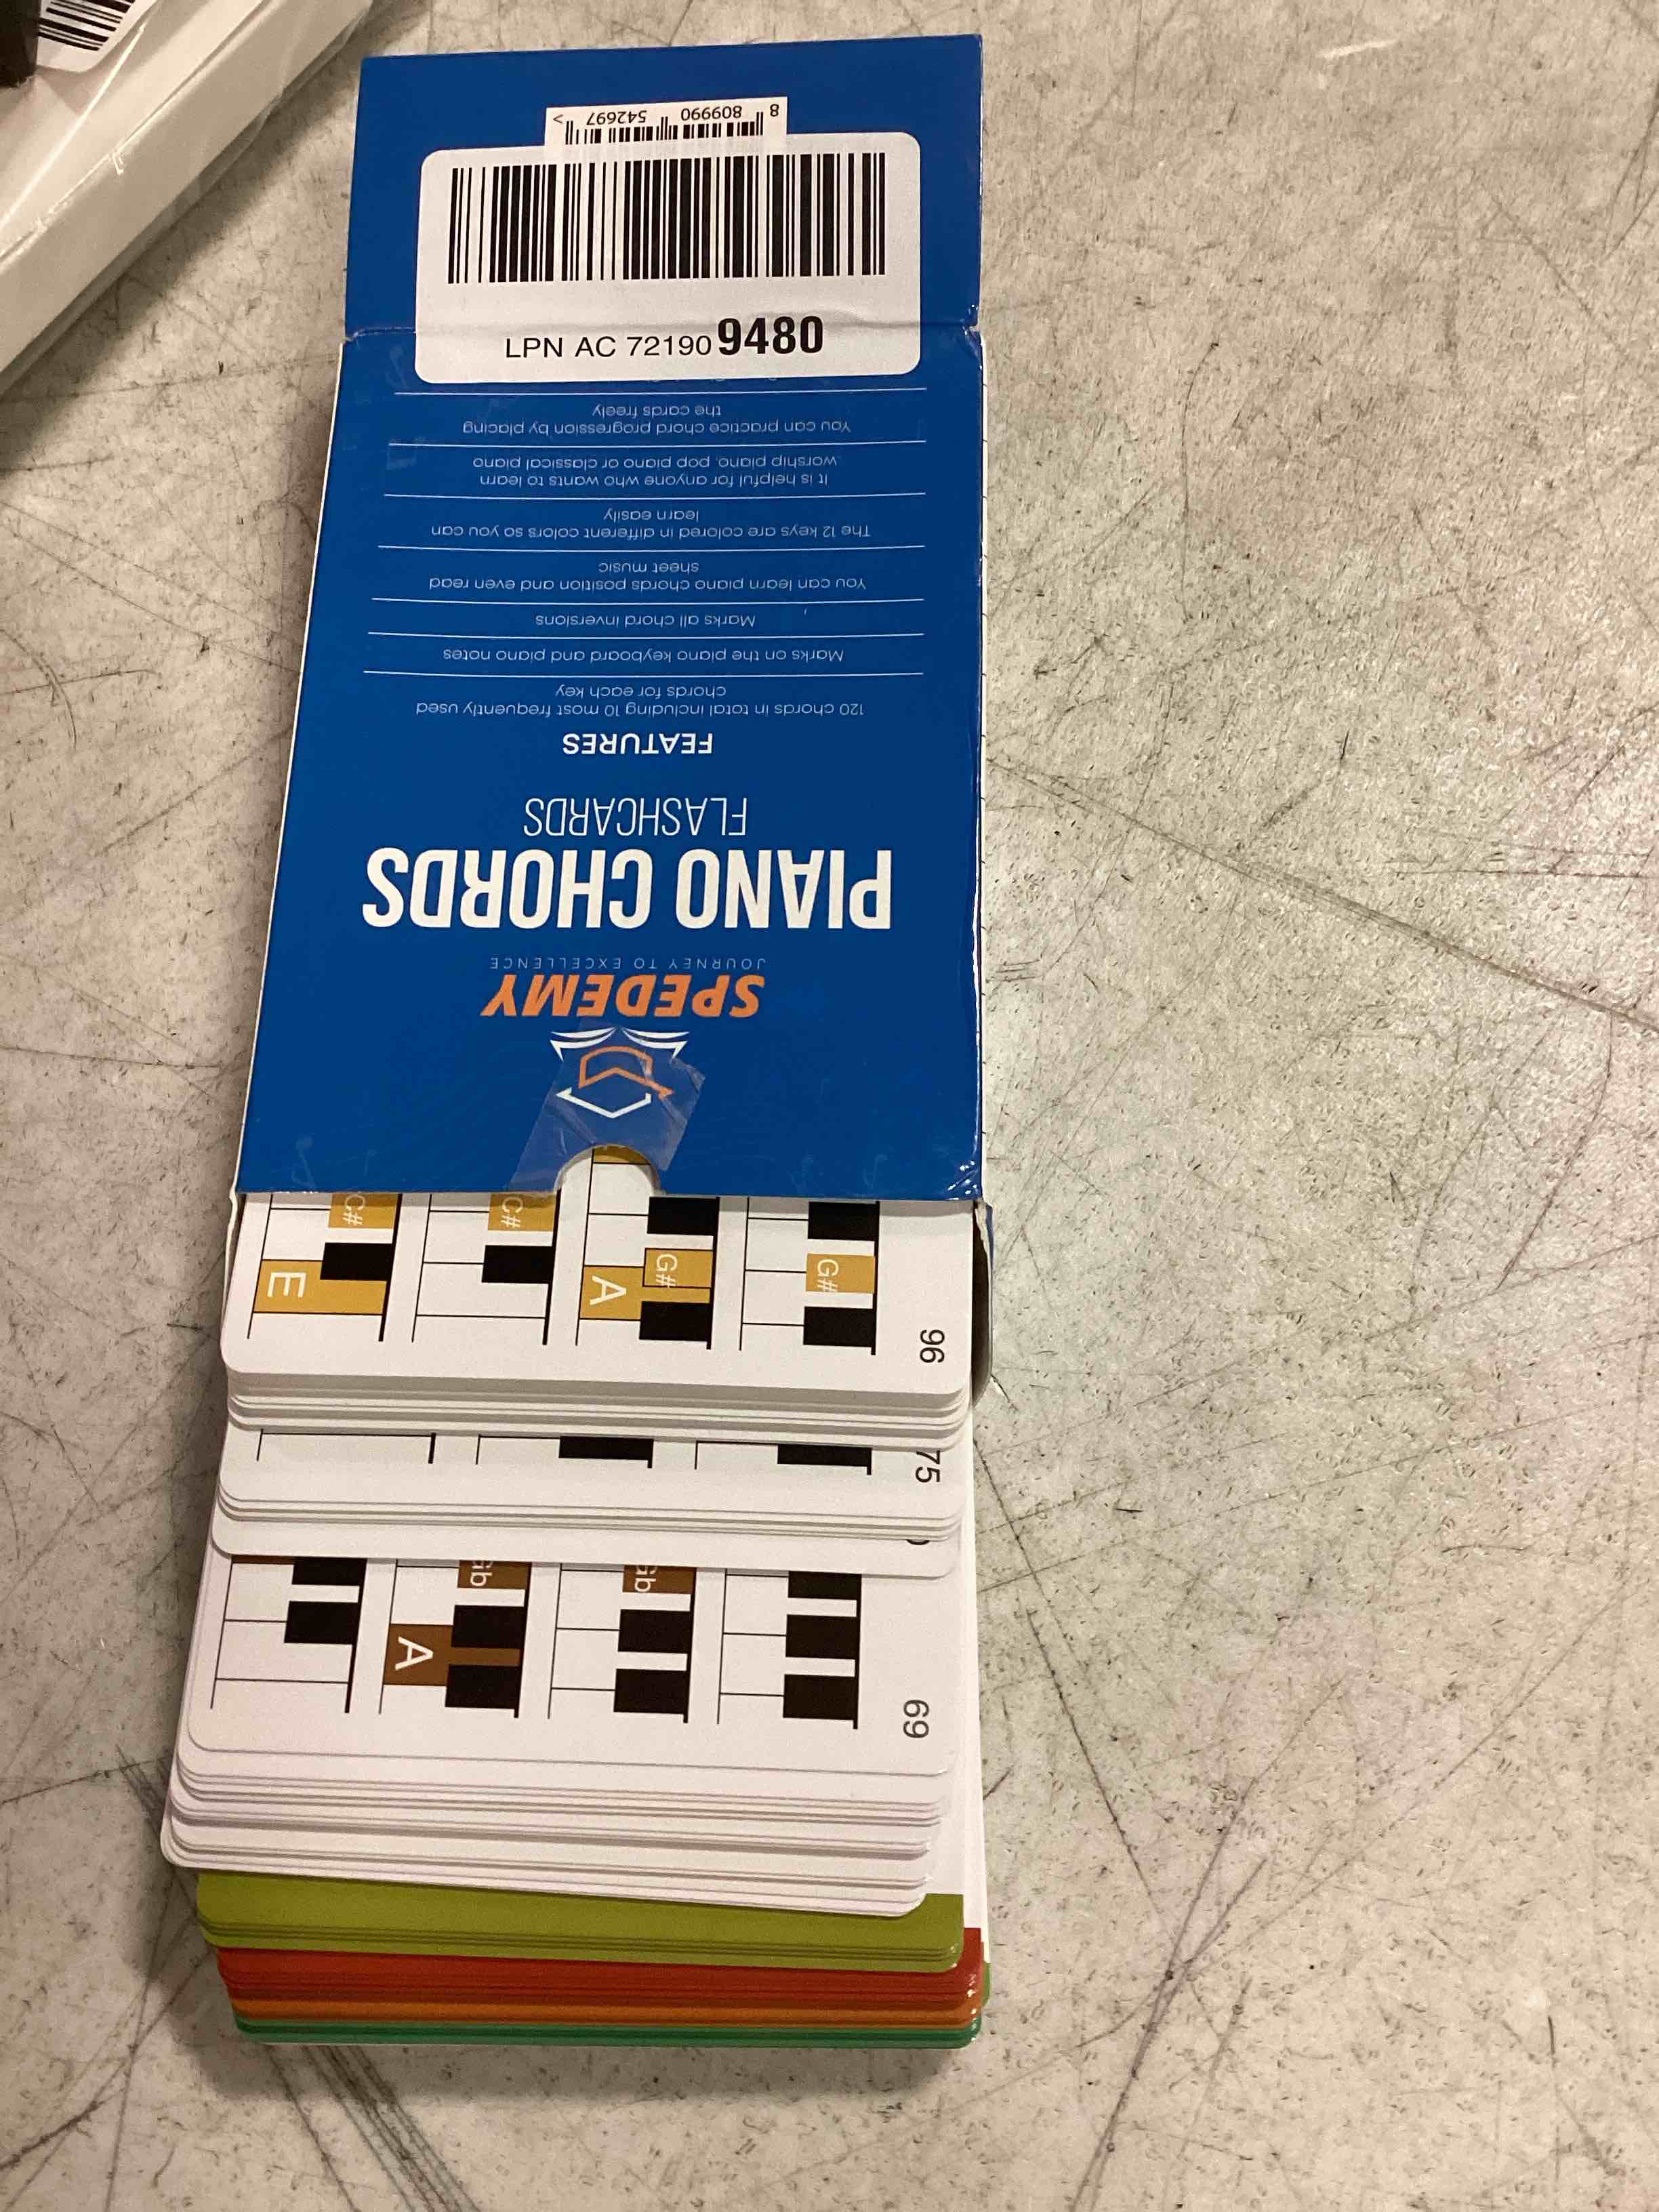 8 809990 542697 >
LPN AC 721909480
SPEDEMY
JOURNEY TO EXCELLENCE
PIANO CHORDS
FLASHCARDS
FEATURES
120 chords in total including 10 most frequently used
chords for each key
Marks on the piano keyboard and piano notes
Marks all chord inversions
You can learn piano chords position and even read
sheet music
The 12 keys are colored in different colors so you can
learn easily
It is helpful for anyone who wants to learn
worship piano, pop piano or classical piano
You can practice chord progression by placing
the cards freely
C#
C#
E
G#
A
G#
96
75
Gb
Gb
A
69